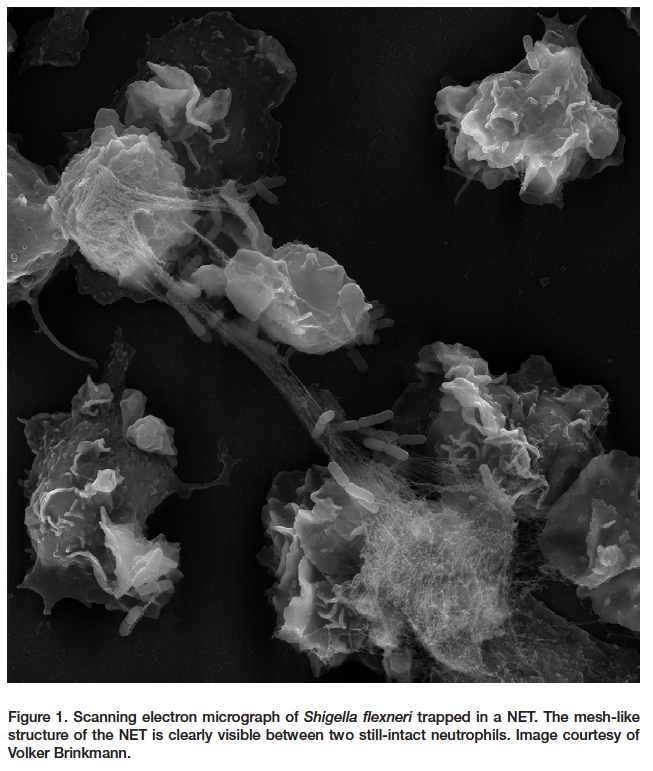 Figure 1. Scanning electron micrograph of Shigella flexneri trapped in a NET. The mesh-like
structure of the NET is clearly visible between two still-intact neutrophils. Image courtesy of
Volker Brinkmann.